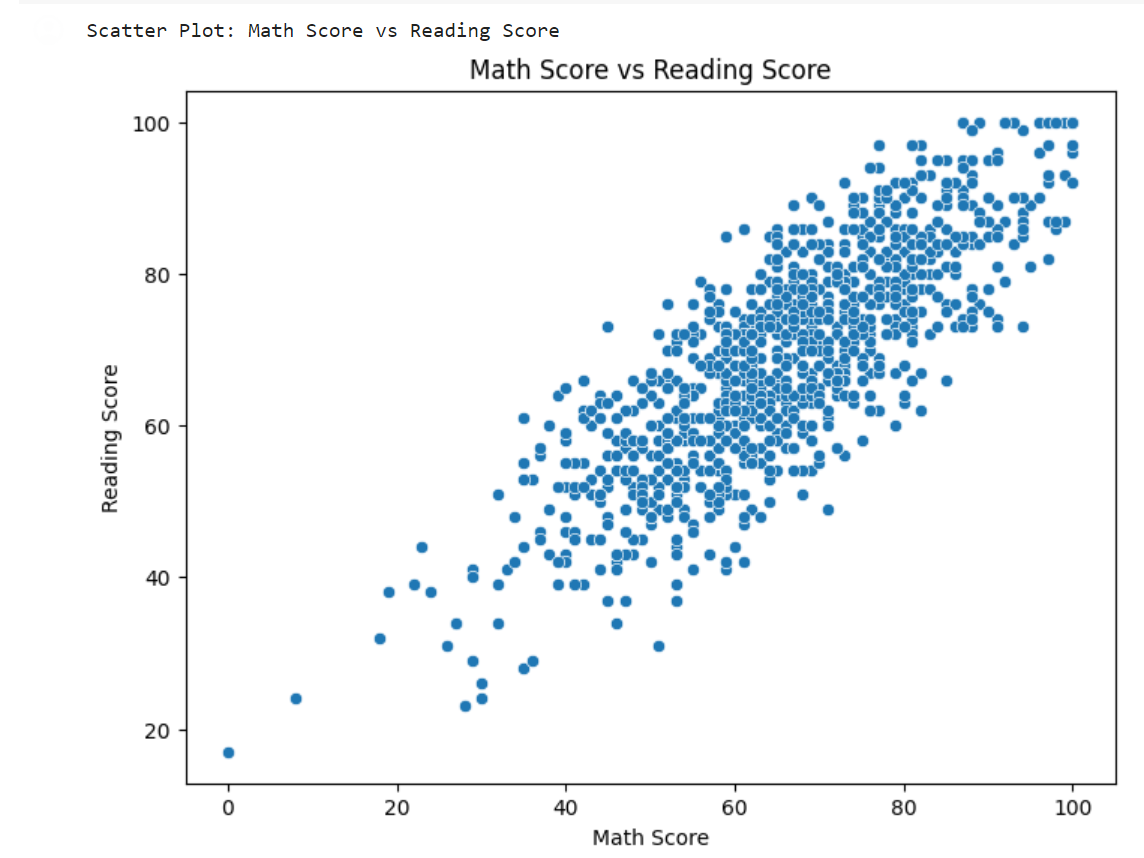 Scatter Plot: Math Score vs Reading Score
Math Score vs Reading Score
100
80
60
40
20
Reading Score
0 20 40 60 80 100
Math Score